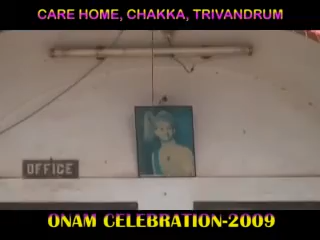 CARE HOME, CHAKKA, TRIVANDRUM
OFFICE
ONAM CELEBRATION-2009